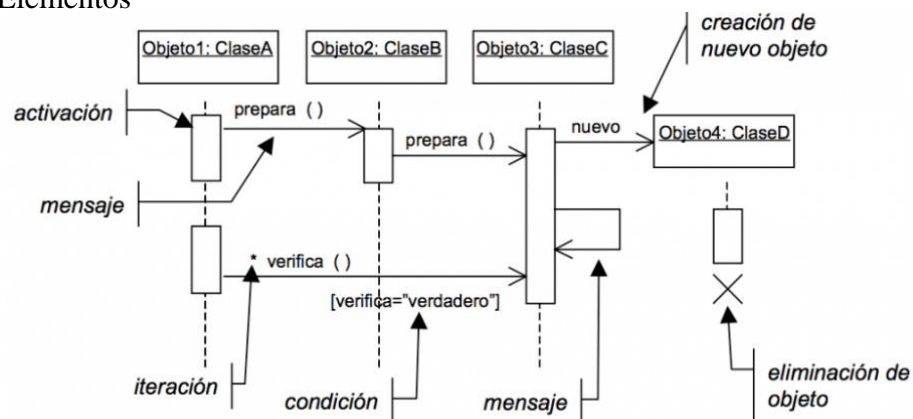 Elementos
creación de
nuevo objeto
Objeto1: ClaseA
Objeto2: ClaseB
Objeto3: ClaseC
activación
prepara ( )
nuevo
Objeto4: ClaseD
prepara ( )
mensaje
* verifica ( )
[verifica="verdadero"]
iteración
condición
mensaje
eliminación de
objeto